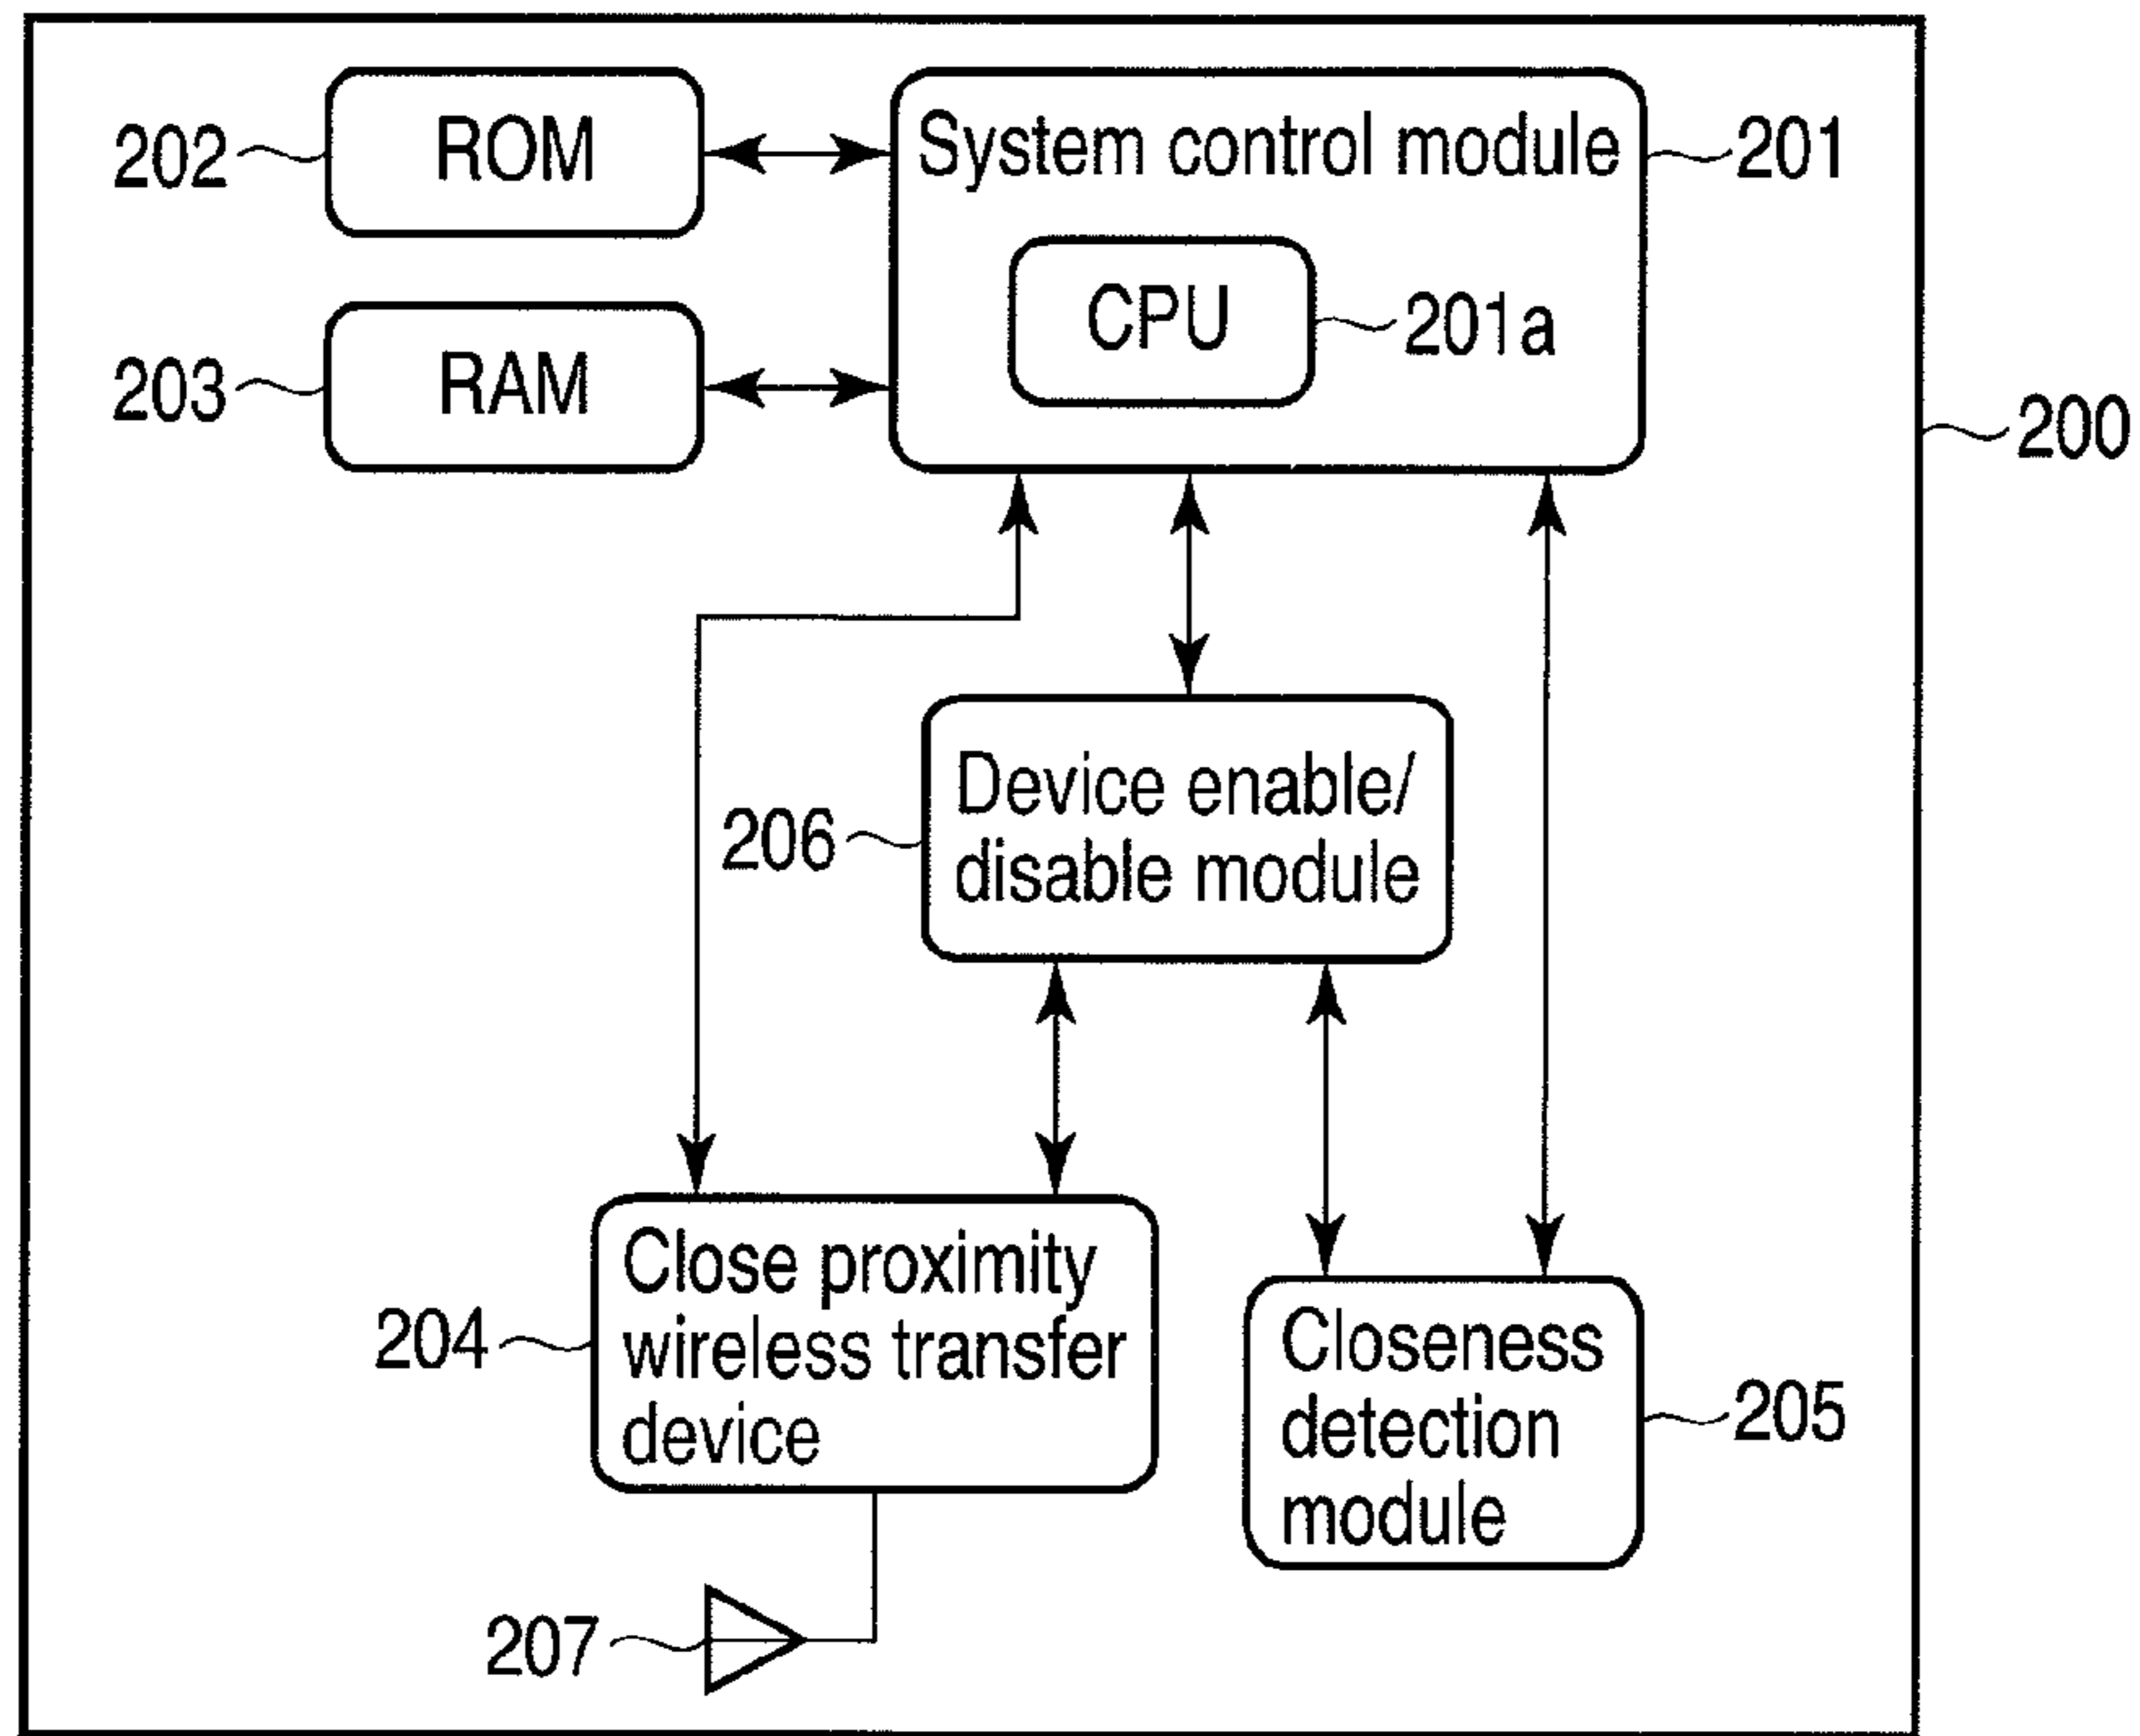 202
ROM
System control module
201
CPU
201a
203
RAM
200
206
Device enable/
disable module
204
Close proximity
wireless transfer
device
Closeness
detection
module
205
207